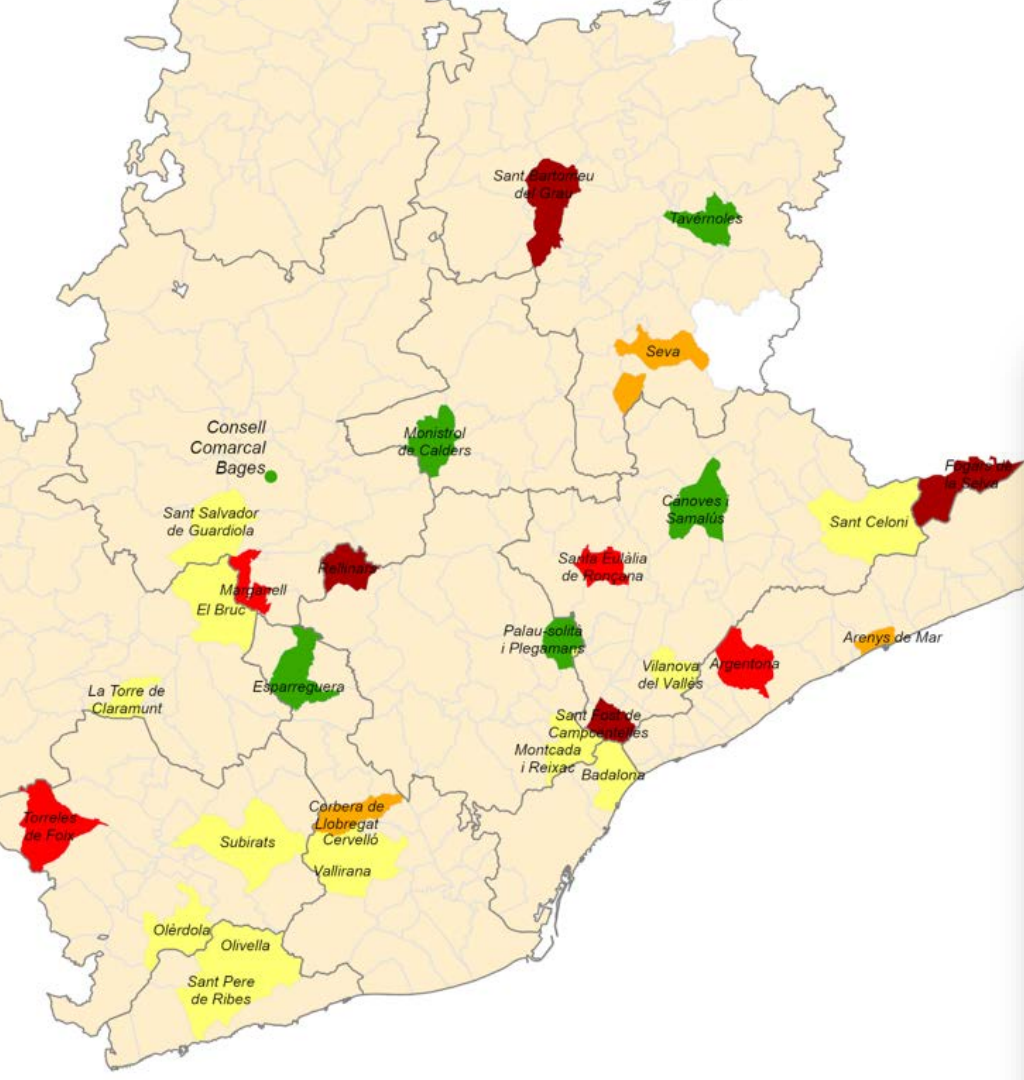 Sant Bartomeu
del Grau
Tavèrnoles
Seva
Consell
Comarcal
Bages
Monistrol
de Calders
Fogars de
la Selva
Cànoves i
Samalús
Sant Salvador
de Guardiola
Sant Celoni
Rellinars
Santa Eulàlia
de Ronçana
Marganell
El Bruc
Palau-solità
i Plegamans
Arenys de Mar
Vilanova
del Vallès
Argentona
Esparreguera
La Torre de
Claramunt
Sant Fost de
Campcentelles
Montcada
i Reixac
Badalona
Corbera de
Llobregat
Torreles
de Foix
Cervelló
Subirats
Vallirana
Olèrdola
Olivella
Sant Pere
de Ribes